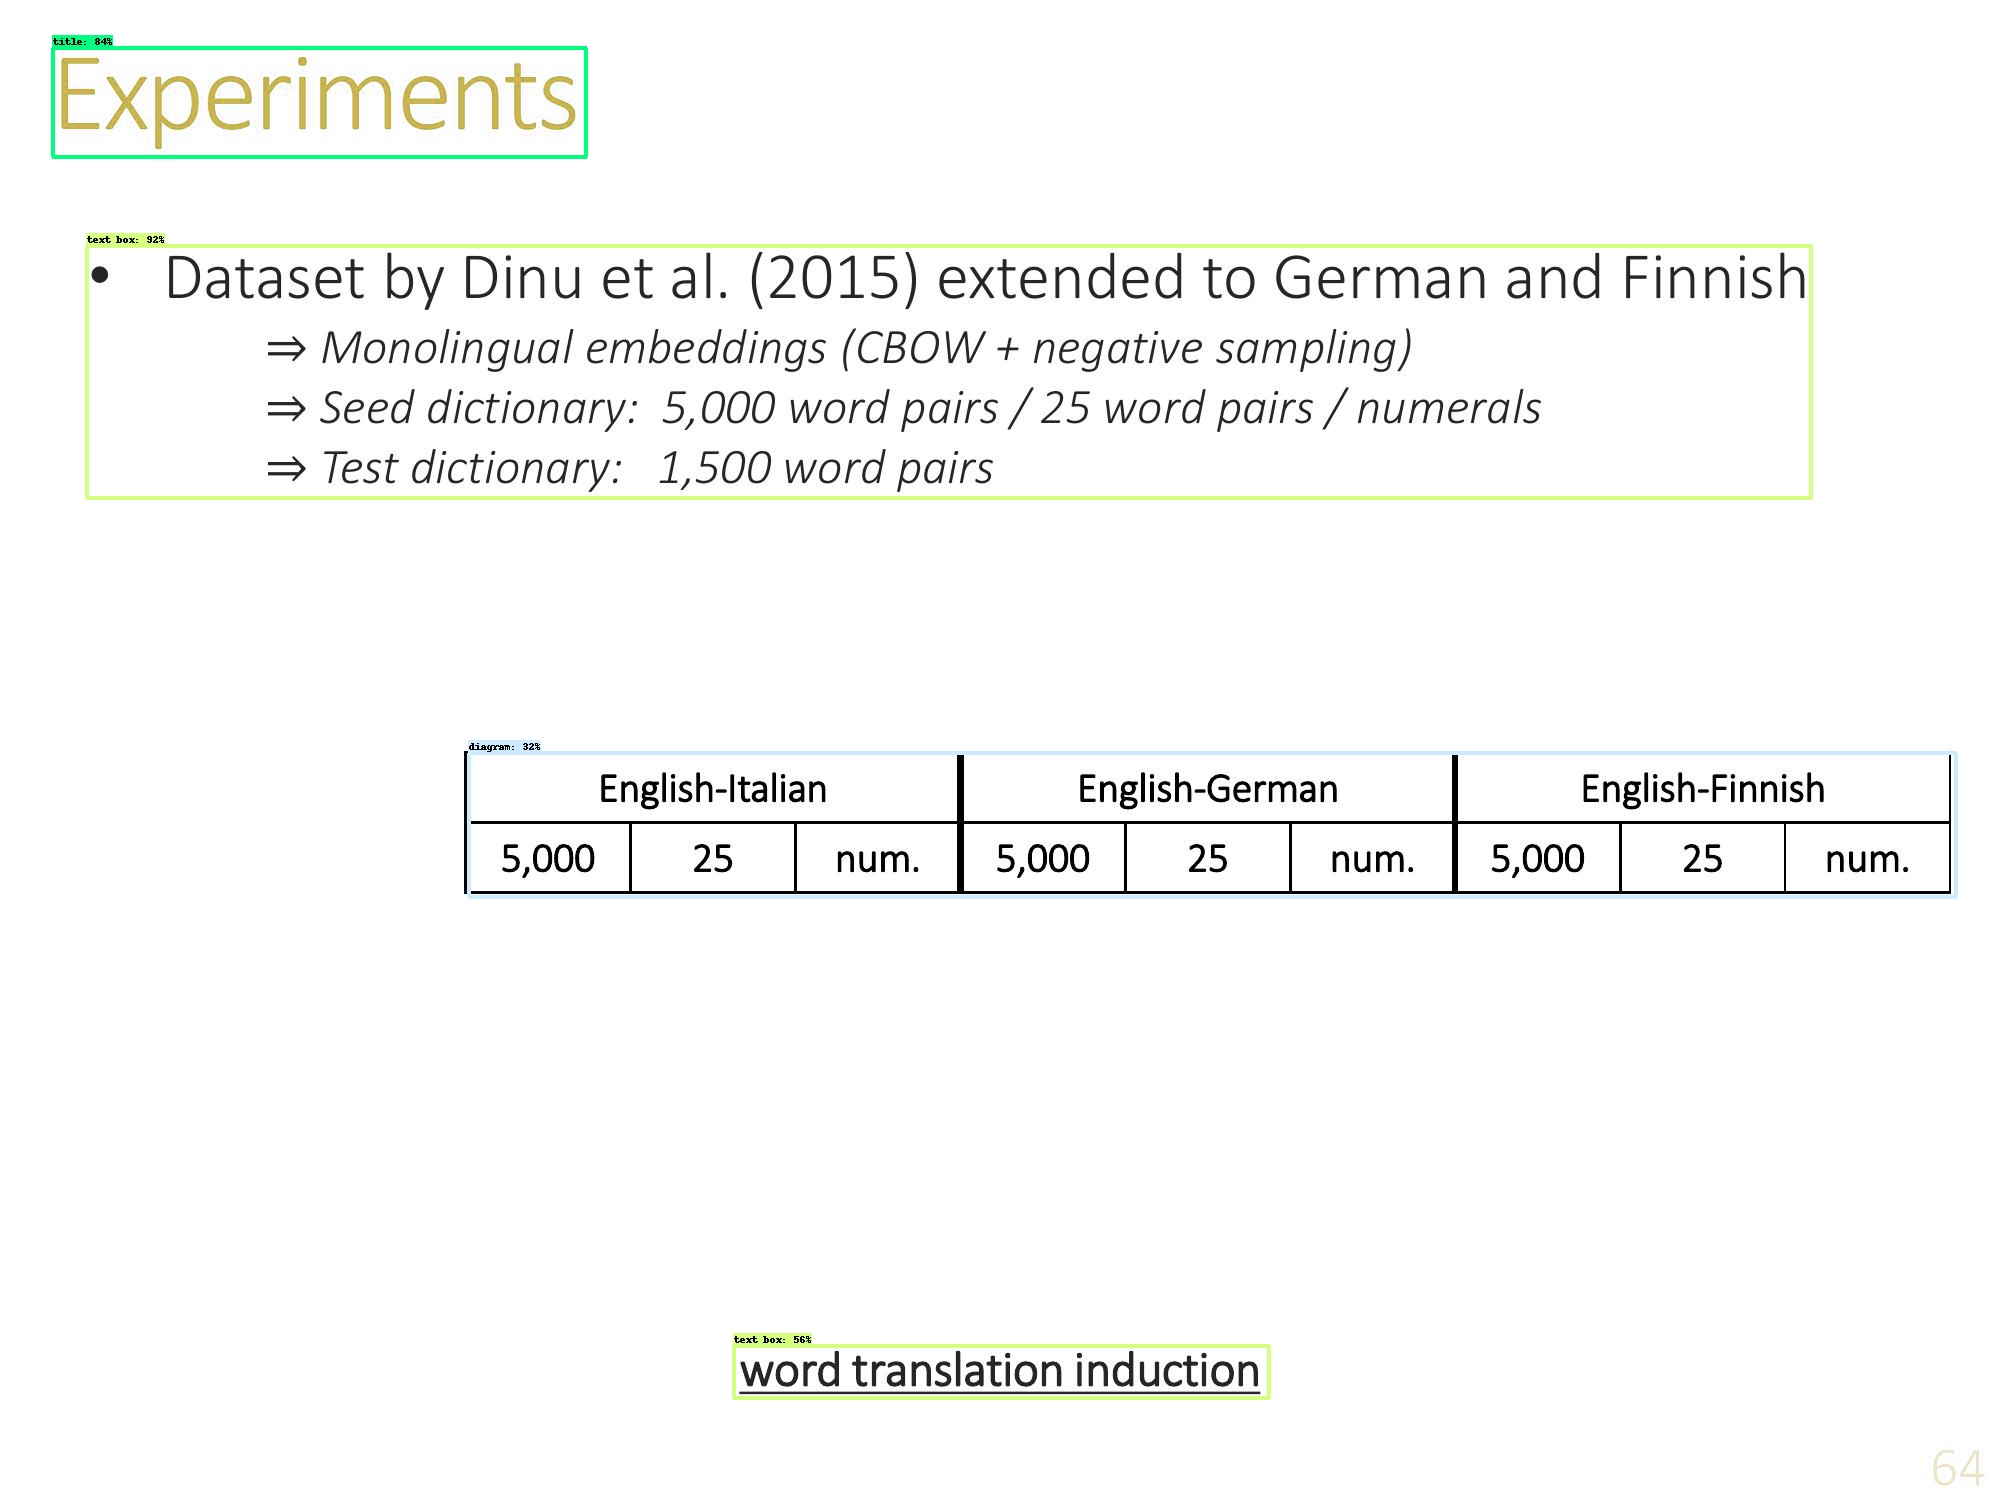 title: 84%
Experiments
text box: 92%
• Dataset by Dinu et al. (2015) extended to German and Finnish
⇒ Monolingual embeddings (CBOW + negative sampling)
⇒ Seed dictionary: 5,000 word pairs / 25 word pairs / numerals
⇒ Test dictionary: 1,500 word pairs
diagram: 32%
English-Italian English-German English-Finnish
5,000 25 num. 5,000 25 num. 5,000 25 num.
text box: 56%
word translation induction
64